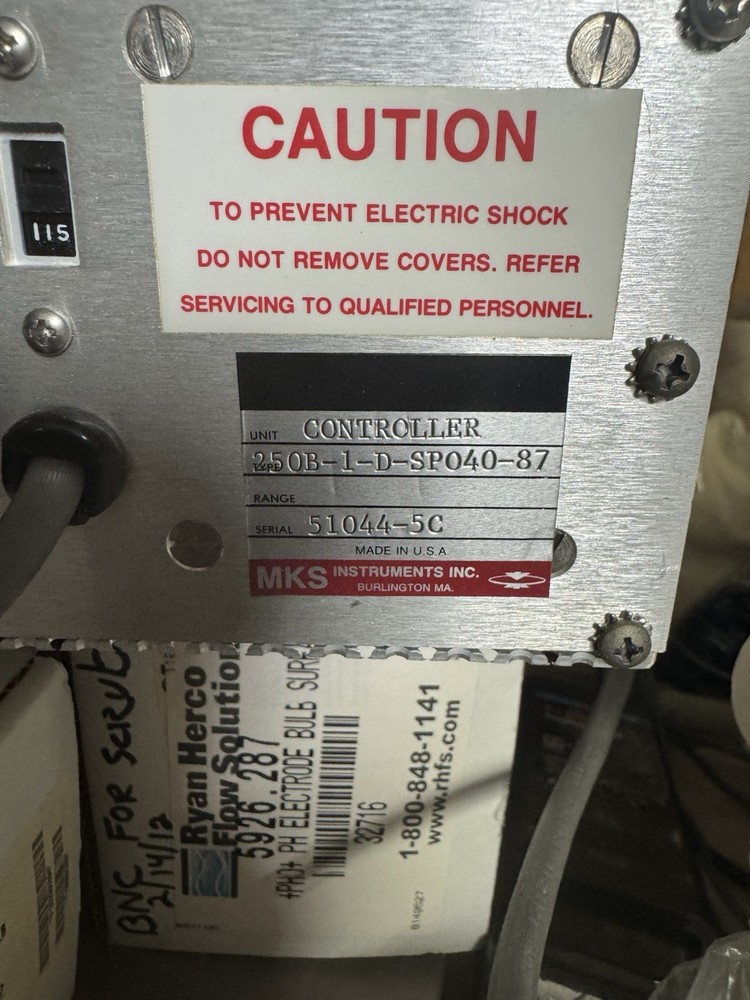 CAUTION
TO PREVENT ELECTRIC SHOCK
DO NOT REMOVE COVERS. REFER
SERVICING TO QUALIFIED PERSONNEL.
115
UNIT CONTROLLER
TYPE 250B-1-D-SP040-87
RANGE
SERIAL 51044-5C
MADE IN U.S.A.
MKS INSTRUMENTS INC.
BURLINGTON MA.
BNC FOR
2/14/12
Ryan Herco
Flow Solution
5926.287
PH ELECTRODE BULB
32716
1-800-848-1141
www.rhfs.com